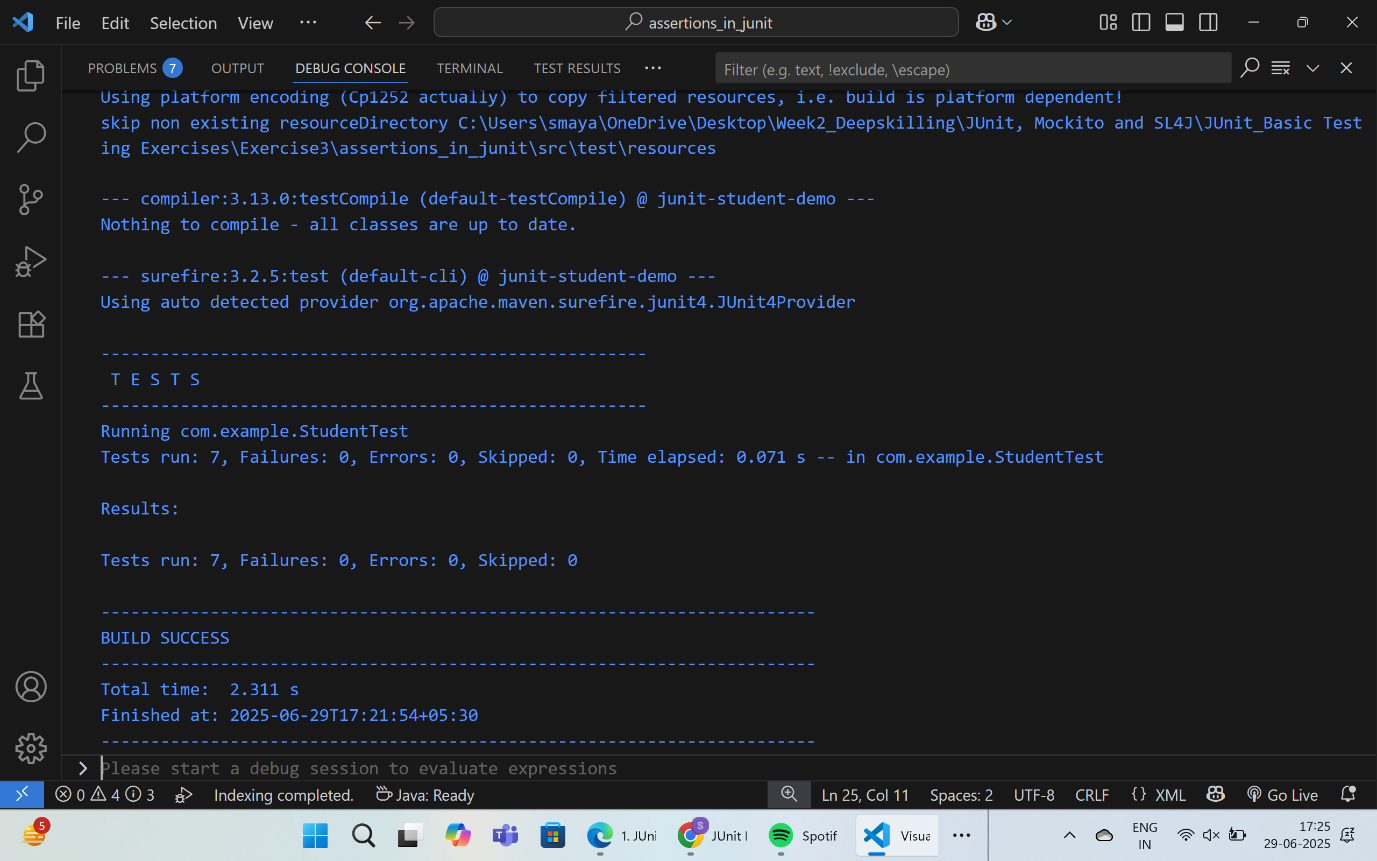 File Edit Selection View ··· assertions_in_junit
PROBLEMS 7 OUTPUT DEBUG CONSOLE TERMINAL TEST RESULTS ··· Filter (e.g. text, !exclude, \escape)
Using platform encoding (Cp1252 actually) to copy filtered resources, i.e. build is platform dependent!
skip non existing resourceDirectory C:\Users\smaya\OneDrive\Desktop\Week2_Deepskilling\JUnit, Mockito and SL4J\JUnit_Basic Test
ing Exercises\Exercise3\assertions_in_junit\src\test\resources
--- compiler:3.13.0:testCompile (default-testCompile) @ junit-student-demo ---
Nothing to compile - all classes are up to date.
--- surefire:3.2.5:test (default-cli) @ junit-student-demo ---
Using auto detected provider org.apache.maven.surefire.junit4.JUnit4Provider
-------------------------------------------------------
T E S T S
-------------------------------------------------------
Running com.example.StudentTest
Tests run: 7, Failures: 0, Errors: 0, Skipped: 0, Time elapsed: 0.071 s -- in com.example.StudentTest
Results:
Tests run: 7, Failures: 0, Errors: 0, Skipped: 0
------------------------------------------------------------------------
BUILD SUCCESS
------------------------------------------------------------------------
Total time:  2.311 s
Finished at: 2025-06-29T17:21:54+05:30
------------------------------------------------------------------------
Please start a debug session to evaluate expressions
0 4 3 Indexing completed. Java: Ready Ln 25, Col 11 Spaces: 2 UTF-8 CRLF {} XML Go Live
5 1. JUni S JUnit I Spotif Visua ··· ENG IN 17:25 29-06-2025